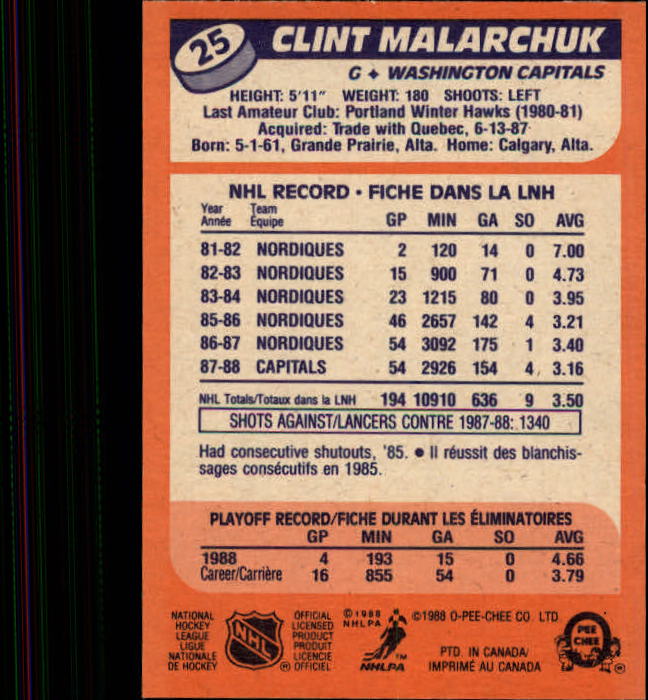 25
CLINT MALARCHUK
G ✦ WASHINGTON CAPITALS
HEIGHT: 5'11" WEIGHT: 180 SHOOTS: LEFT
Last Amateur Club: Portland Winter Hawks (1980-81)
Acquired: Trade with Quebec, 6-13-87
Born: 5-1-61, Grande Prairie, Alta. Home: Calgary, Alta.
NHL RECORD • FICHE DANS LA LNH
Year Team
Année Équipe GP MIN GA SO AVG
81-82 NORDIQUES 2 120 14 0 7.00
82-83 NORDIQUES 15 900 71 0 4.73
83-84 NORDIQUES 23 1215 80 0 3.95
85-86 NORDIQUES 46 2657 142 4 3.21
86-87 NORDIQUES 54 3092 175 1 3.40
87-88 CAPITALS 54 2926 154 4 3.16
NHL Totals/Totaux dans la LNH 194 10910 636 9 3.50
SHOTS AGAINST/LANCERS CONTRE 1987-88: 1340
Had consecutive shutouts, '85. ● Il réussit des blanchis-
sages consécutifs en 1985.
PLAYOFF RECORD/FICHE DURANT LES ÉLIMINATOIRES
GP MIN GA SO AVG
1988 4 193 15 0 4.66
Career/Carrière 16 855 54 0 3.79
NATIONAL
HOCKEY
LEAGUE
LIGUE
NATIONALE
DE HOCKEY
NHL
®
OFFICIAL
LICENSED
PRODUCT
PRODUIT
LICENCIE
OFFICIEL
©1988
NHLPA
TM
NHLPA
©1988 O-PEE-CHEE CO. LTD
PTD. IN CANADA/
IMPRIMÉ AU CANADA
PEE
CHEE
®